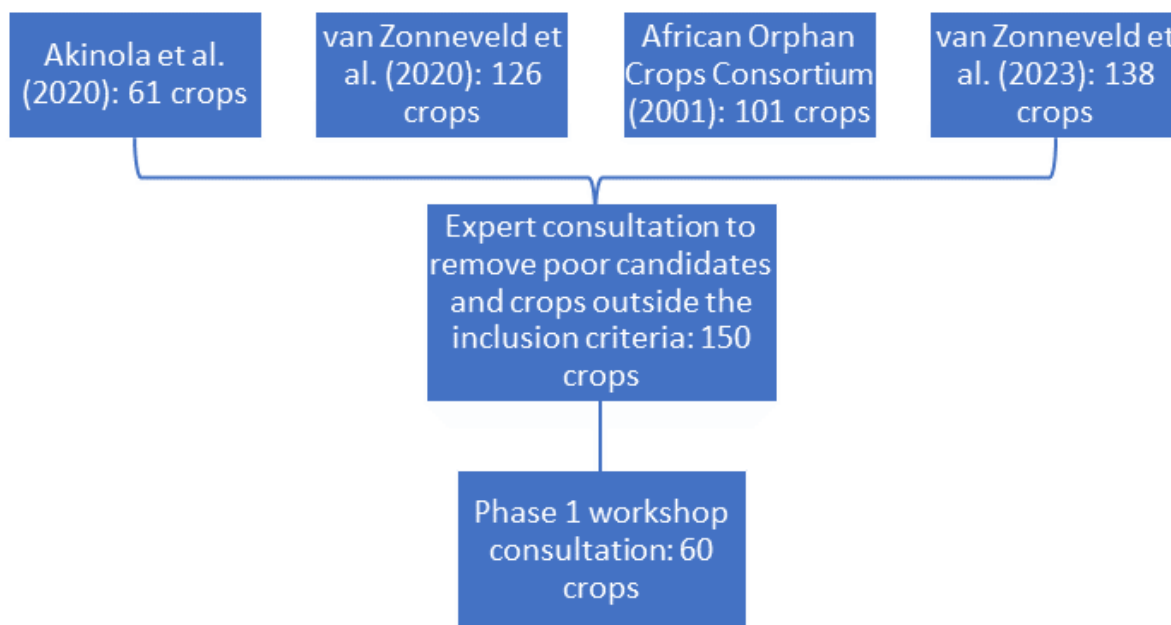 Akinola et al.
(2020): 61 crops
van Zonneveld et
al. (2020): 126
crops
African Orphan
Crops Consortium
(2001): 101 crops
van Zonneveld et
al. (2023): 138
crops
Expert consultation to
remove poor candidates
and crops outside the
inclusion criteria: 150
crops
Phase 1 workshop
consultation: 60
crops